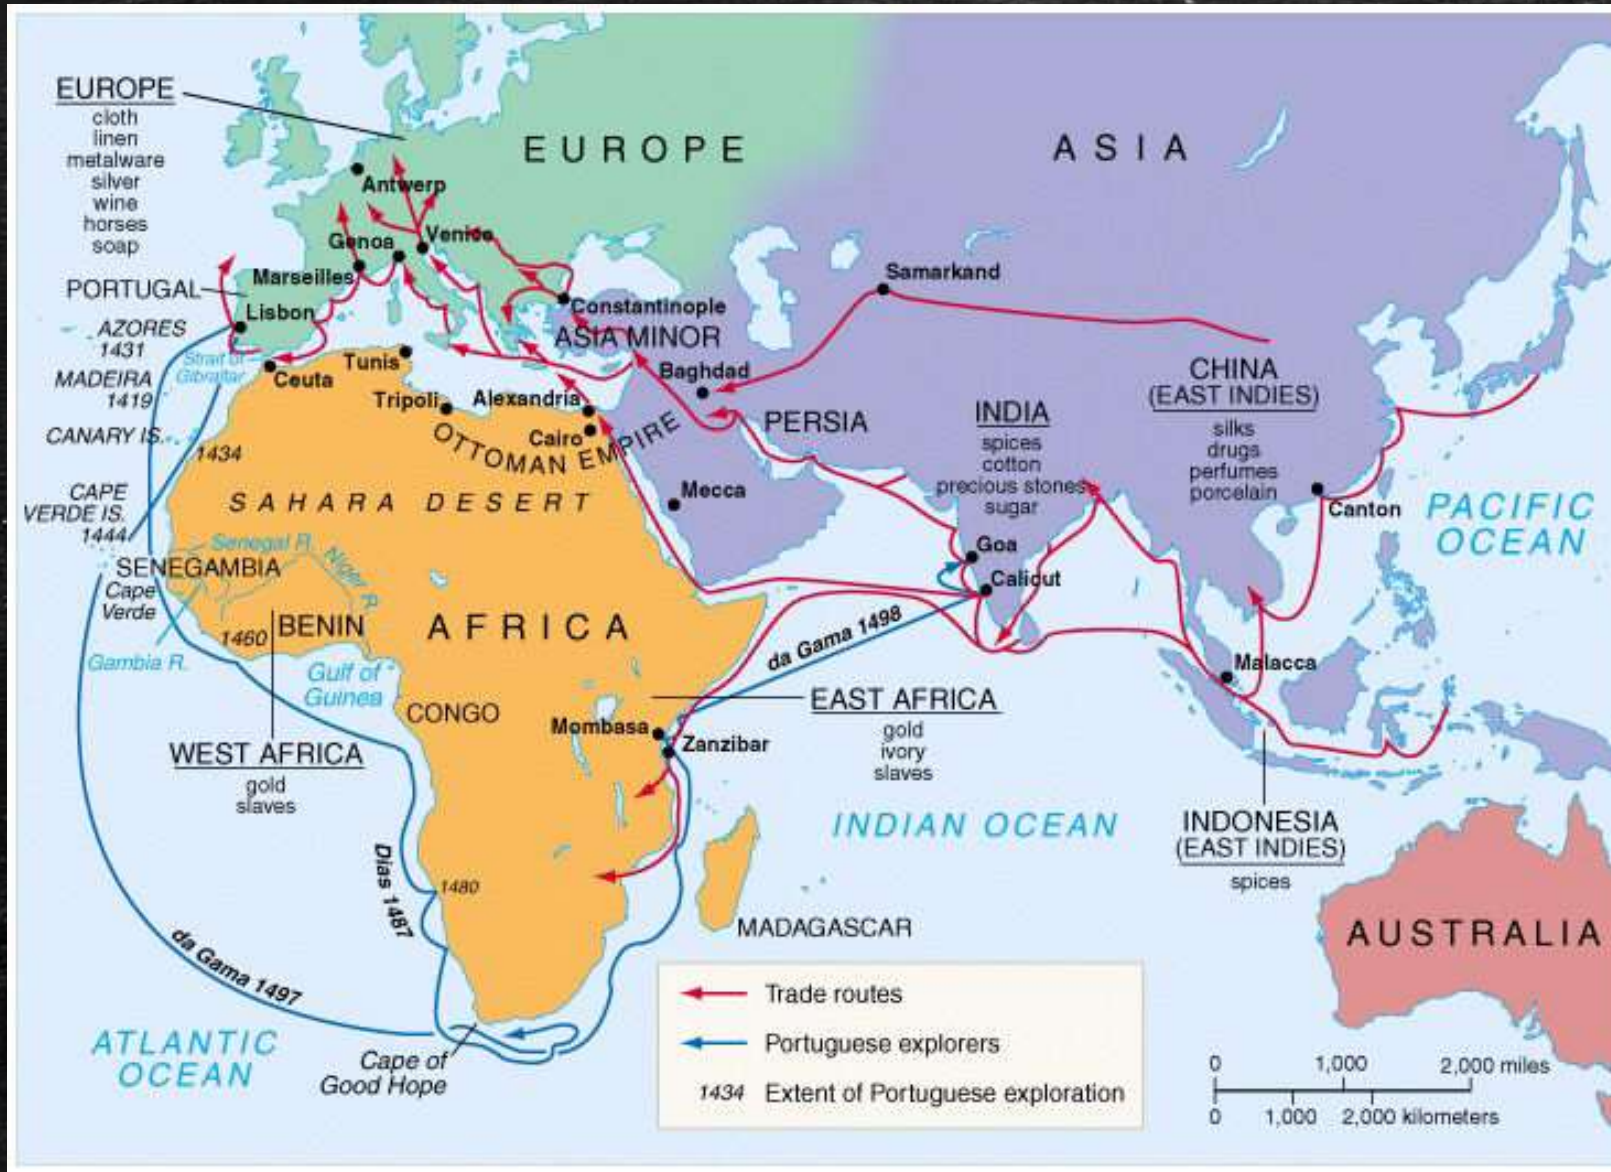 EUROPE
cloth
linen
metalware
silver
wine
horses
soap
EUROPE
ASIA
Antwerp
Venice
Genoa
Marseilles
PORTUGAL
Lisbon
AZORES
1431
Strait of
Gibraltar
MADEIRA
1419
Ceuta
Tunis
CANARY IS.
1434
Tripoli
Alexandria
Cairo
OTTOMAN EMPIRE
Constantinople
ASIA MINOR
Samarkand
Baghdad
PERSIA
Mecca
INDIA
spices
cotton
precious stones
sugar
CHINA
(EAST INDIES)
silks
drugs
perfumes
porcelain
Canton
PACIFIC
OCEAN
CAPE
VERDE IS.
1444
SAHARA DESERT
Senegal R.
Niger R.
SENEGAMBIA
Cape
Verde
Gambia R.
1460
BENIN
AFRICA
Gulf of
Guinea
CONGO
Goa
Calicut
da Gama 1498
Malacca
EAST AFRICA
gold
ivory
slaves
Mombasa
Zanzibar
WEST AFRICA
gold
slaves
INDIAN OCEAN
INDONESIA
(EAST INDIES)
spices
Dias 1487
1480
MADAGASCAR
AUSTRALIA
da Gama 1497
ATLANTIC
OCEAN
Cape of
Good Hope
Trade routes
Portuguese explorers
1434 Extent of Portuguese exploration
0 1,000 2,000 miles
0 1,000 2,000 kilometers